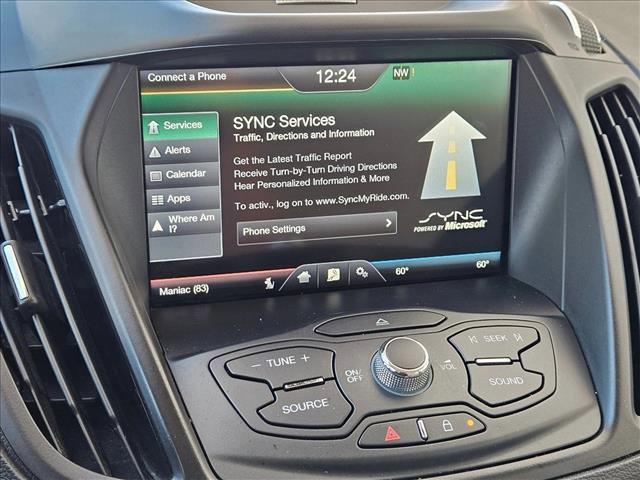 Connect a Phone 12:24 NW !
Services
Alerts
Calendar
Apps
Where Am I?
SYNC Services
Traffic, Directions and Information
Get the Latest Traffic Report
Receive Turn-by-Turn Driving Directions
Hear Personalized Information & More
To activ., log on to www.SyncMyRide.com.
Phone Settings
SYNC
POWERED BY Microsoft
60° 60°
Maniac (83)
- TUNE +
SOURCE
ON/OFF
VOL
SEEK
SOUND